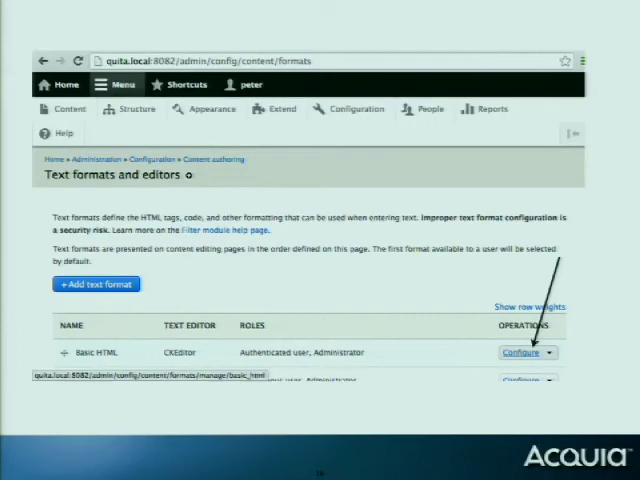 quita.local:8082/admin/config/content/formats
Home Menu Shortcuts peter
Content Structure Appearance Extend Configuration People Reports
Help
Home » Administration » Configuration » Content authoring
Text formats and editors
Text formats define the HTML tags, code, and other formatting that can be used when entering text. Improper text format configuration is
a security risk. Learn more on the Filter module help page.
Text formats are presented on content editing pages in the order defined on this page. The first format available to a user will be selected
by default.
+ Add text format
Show row weights
NAME TEXT EDITOR ROLES OPERATIONS
Basic HTML CKEditor Authenticated user, Administrator Configure
quita.local:8082/admin/config/content/formats/manage/basic_html
user, Administrator Configure
ACQUIA